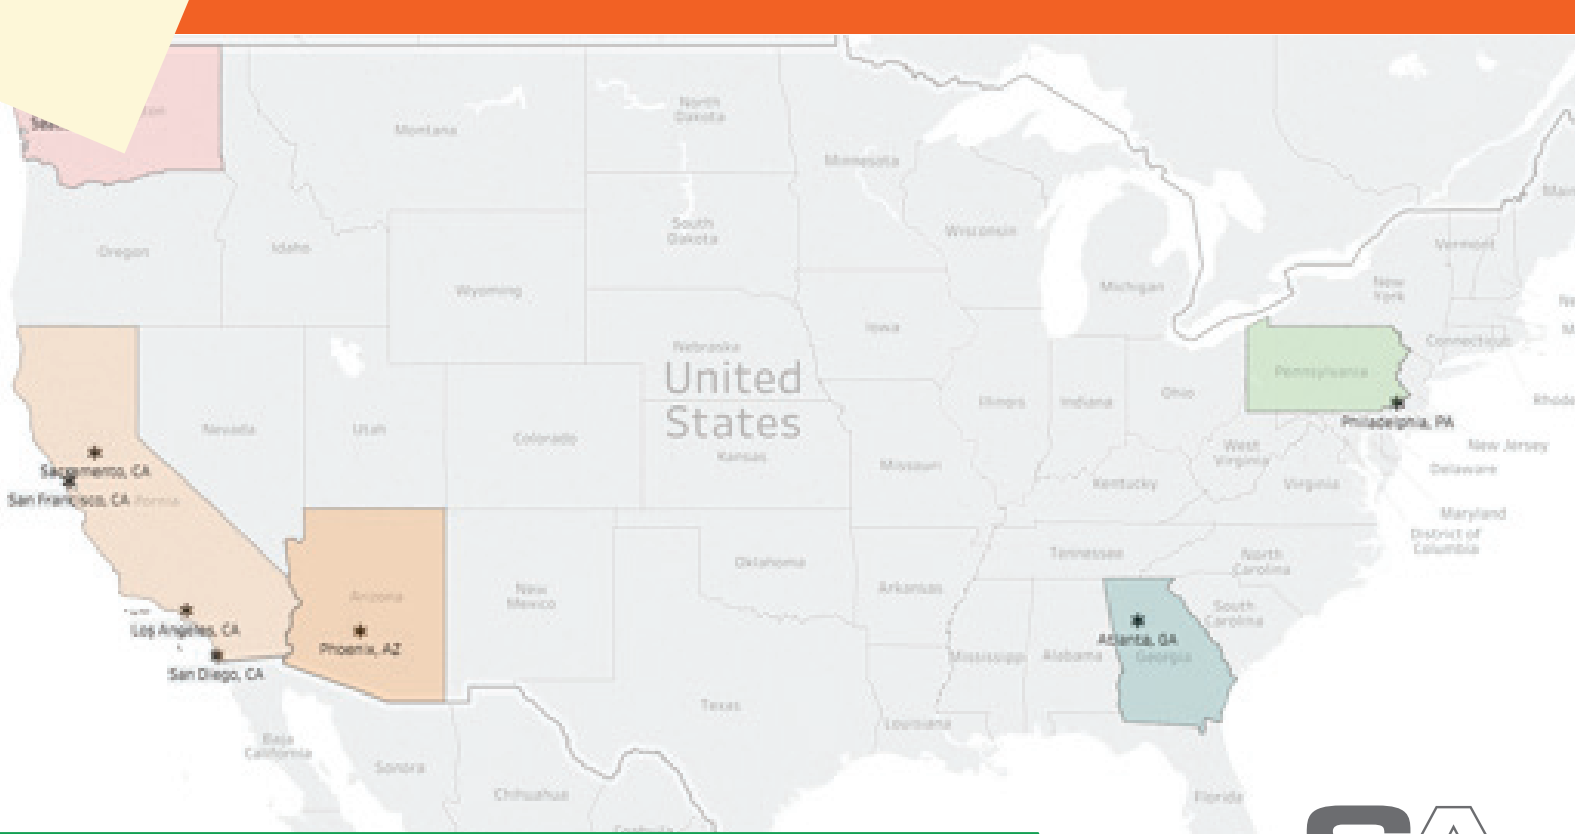 ton
Montana
North
Dakota
Minnesota
Main
South
Dakota
Wisconsin
Oregon
Idaho
Vermont
Wyoming
Michigan
New
York
Iowa
Connecticut
Nebraska
United
States
Pennsylvania
Illinois
Indiana
Ohio
Rhode
Philadelphia, PA
Nevada
Utah
Colorado
Kansas
West
Virginia
New Jersey
Missouri
Delaware
Sacramento, CA
Kentucky
Virginia
San Francisco, CA
fornia
Maryland
District of
Columbia
Tennessee
North
Carolina
Oklahoma
Arkansas
New
Mexico
Arizona
South
Carolina
Los Angeles, CA
Phoenix, AZ
Atlanta, GA
Mississippi
Alabama
Georgia
San Diego, CA
Texas
Louisiana
Baja
California
Sonora
Chihuahua
Florida